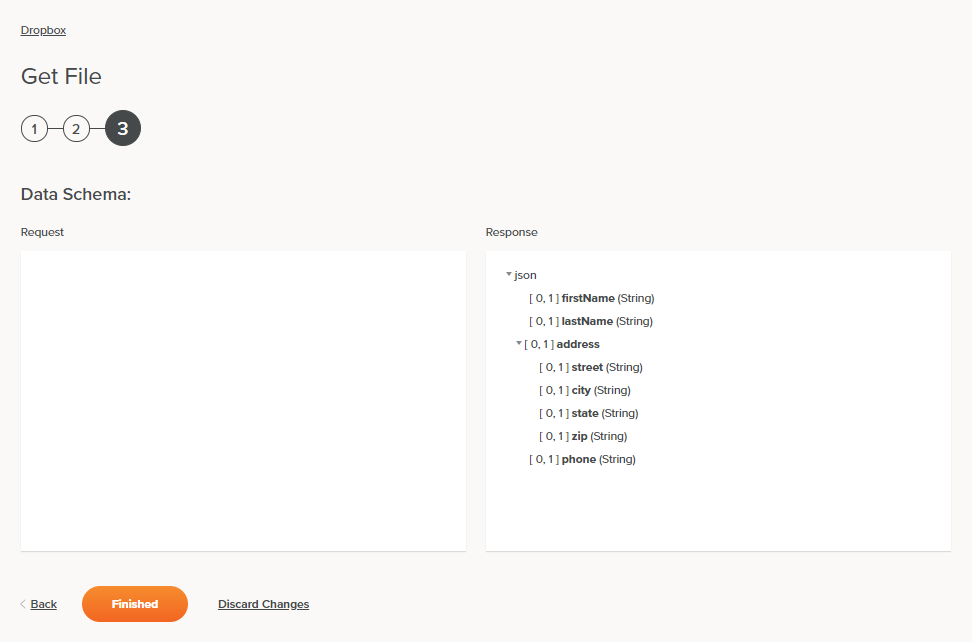 Dropbox
Get File
1 2 3
Data Schema:
Request
Response
json
[ 0, 1 ] firstName (String)
[ 0, 1 ] lastName (String)
[ 0, 1 ] address
[ 0, 1 ] street (String)
[ 0, 1 ] city (String)
[ 0, 1 ] state (String)
[ 0, 1 ] zip (String)
[ 0, 1 ] phone (String)
Back Finished Discard Changes